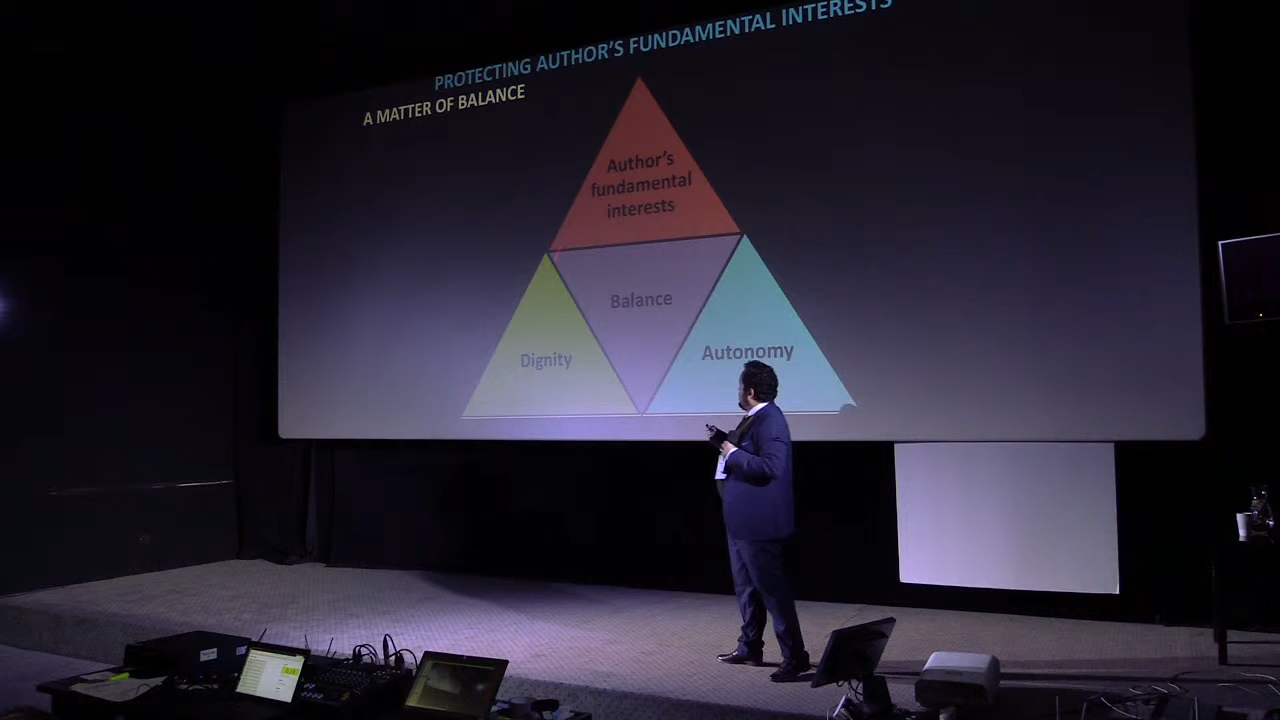 PROTECTING AUTHOR'S FUNDAMENTAL INTERESTS
A MATTER OF BALANCE
Author's
fundamental
interests
Balance
Dignity
Autonomy